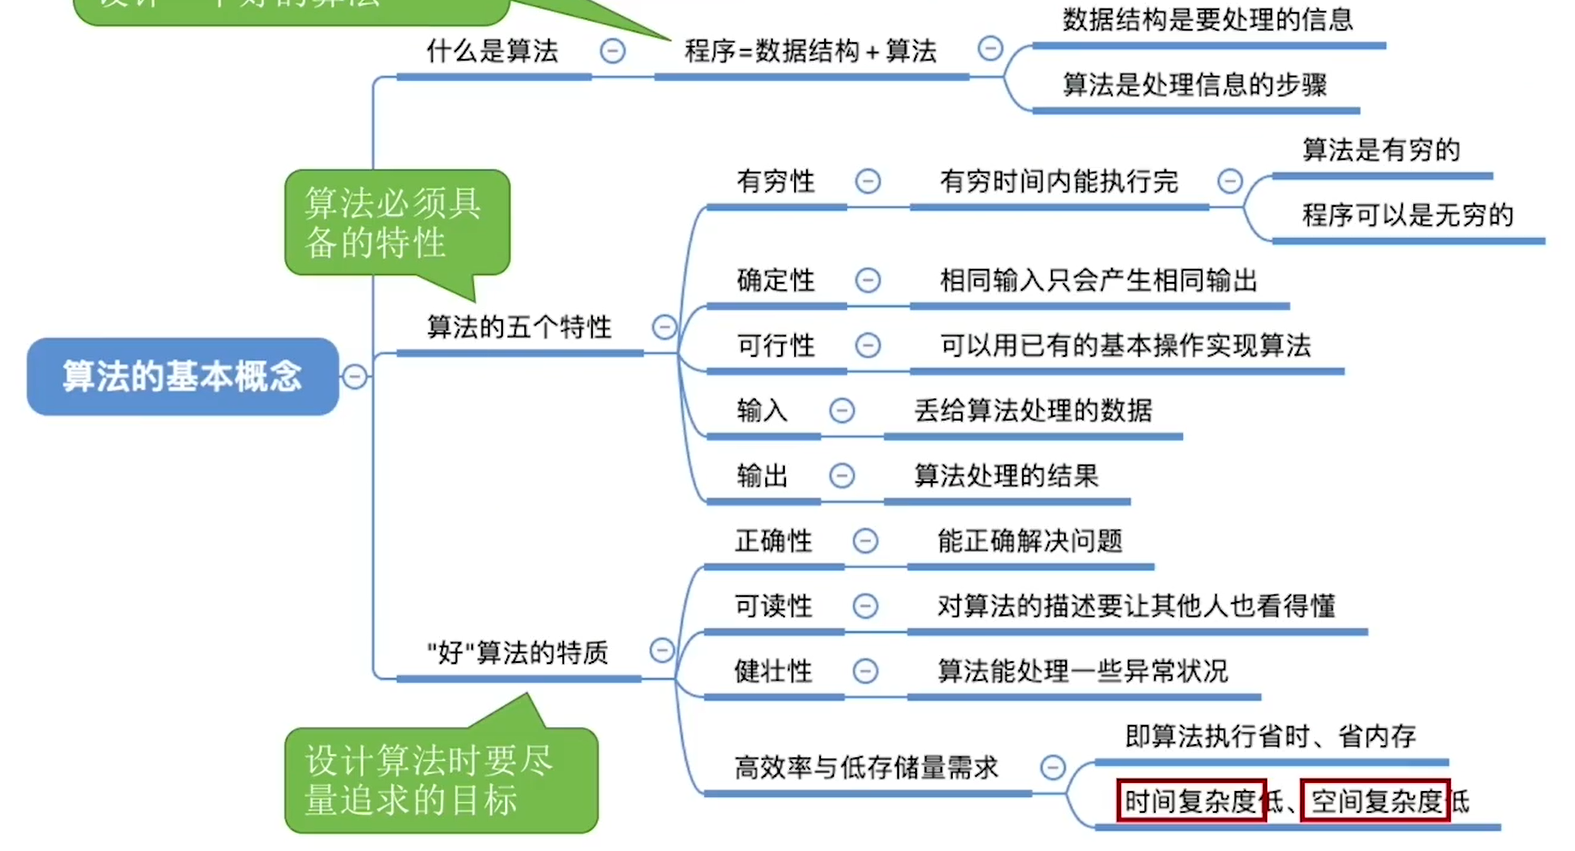 设计一个好的算法
什么是算法
程序=数据结构+算法
数据结构是要处理的信息
算法是处理信息的步骤
算法必须具
备的特性
算法的五个特性
有穷性
有穷时间内能执行完
算法是有穷的
程序可以是无穷的
确定性
相同输入只会产生相同输出
可行性
可以用已有的基本操作实现算法
输入
丢给算法处理的数据
输出
算法处理的结果
算法的基本概念
"好"算法的特质
正确性
能正确解决问题
可读性
对算法的描述要让其他人也看得懂
健壮性
算法能处理一些异常状况
高效率与低存储量需求
即算法执行省时、省内存
时间复杂度低、空间复杂度低
设计算法时要尽
量追求的目标